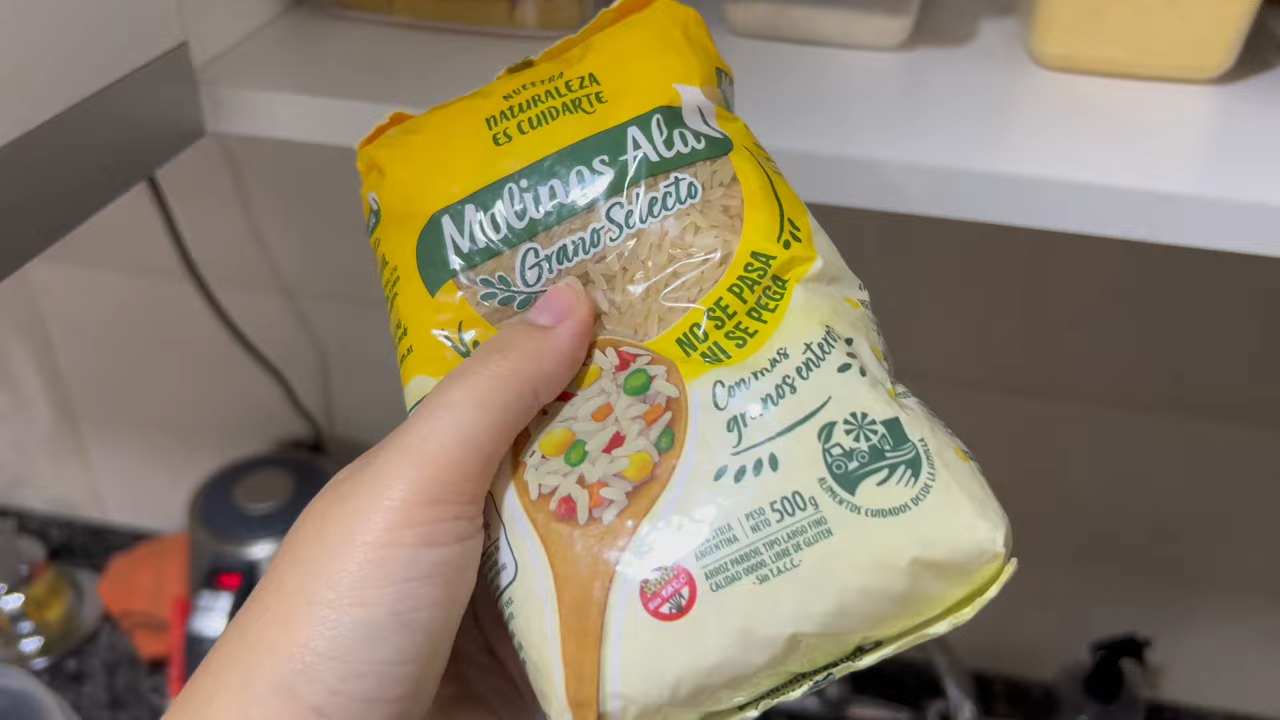 NUESTRA
NATURALEZA
ES CUIDARTE
Molinos Ala
Grano Selecto
NO SE PASA
NI SE PEGA
Con más
granos enteros
ALIMENTOS CUIDADOS DESDE LA SEMILLA
INDUSTRIA
ARGENTINA
PESO
NETO 500g
ARROZ PARBOIL TIPO LARGO FINO
CALIDAD 00000. LIBRE DE GLUTEN
-Sin T.A.C.C.-
Sin T.A.C.C.